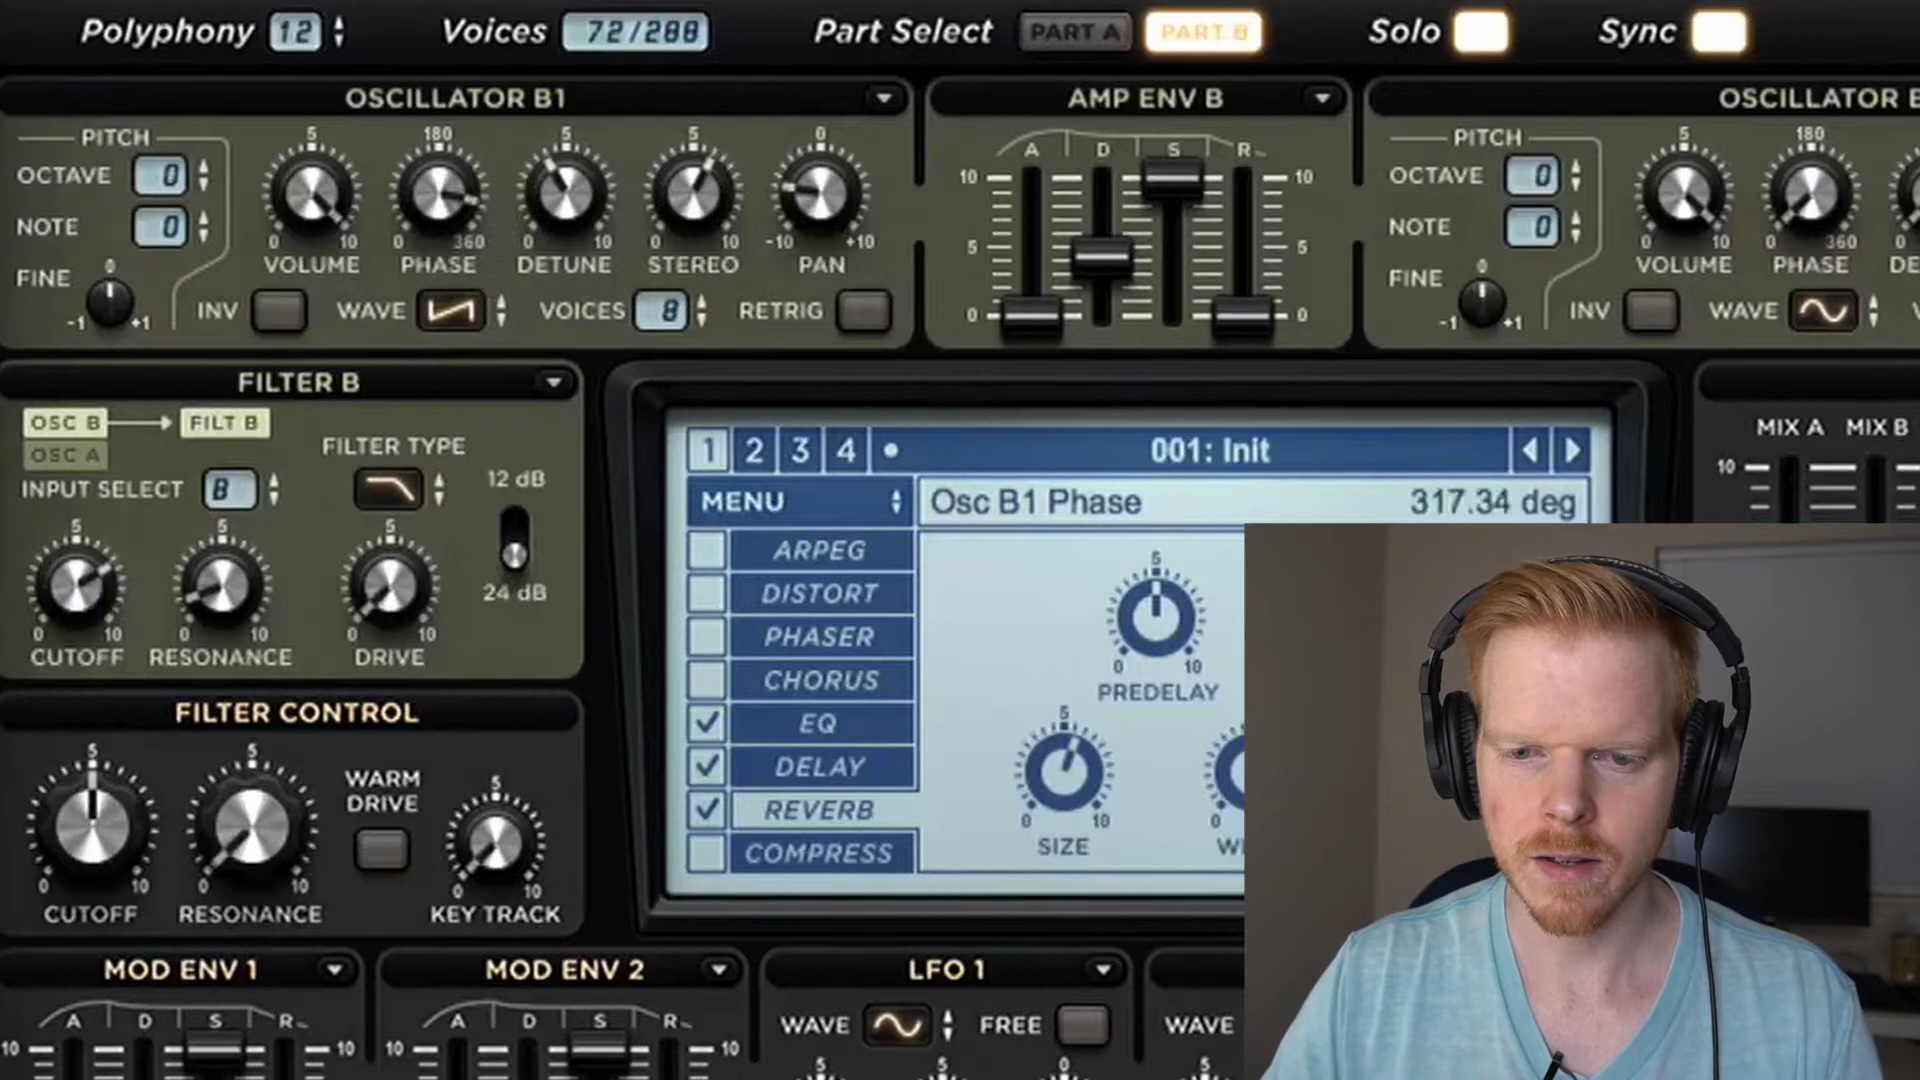 Polyphony 12 Voices 72/288 Part Select PART A PART B Solo Sync
OSCILLATOR B1
PITCH
OCTAVE 0
NOTE 0
FINE 0 -1 +1
5 0 10 VOLUME
180 0 360 PHASE
5 0 10 DETUNE
5 0 10 STEREO
0 -10 +10 PAN
INV WAVE VOICES 8 RETRIG
AMP ENV B
A D S R
10 10
5 5
0 0
OSCILLATOR
PITCH
OCTAVE 0
NOTE 0
FINE 0 -1 +1
5 0 10 VOLUME
180 0 360 PHASE
INV WAVE
FILTER B
OSC B FILT B
OSC A
INPUT SELECT B
FILTER TYPE
12 dB
24 dB
5 0 10 CUTOFF
5 0 10 RESONANCE
5 0 10 DRIVE
FILTER CONTROL
5 0 10 CUTOFF
5 0 10 RESONANCE
WARM
DRIVE
5 0 10 KEY TRACK
1 2 3 4 001: Init
MENU Osc B1 Phase 317.34 deg
ARPEG
DISTORT
PHASER
CHORUS
EQ
DELAY
REVERB
COMPRESS
5 0 10 PREDELAY
5 0 10 SIZE
0
MIX A MIX B
10
MOD ENV 1
A D S R
10 10
MOD ENV 2
A D S R
10 10
LFO 1
WAVE FREE
5 5 0
WAVE
5